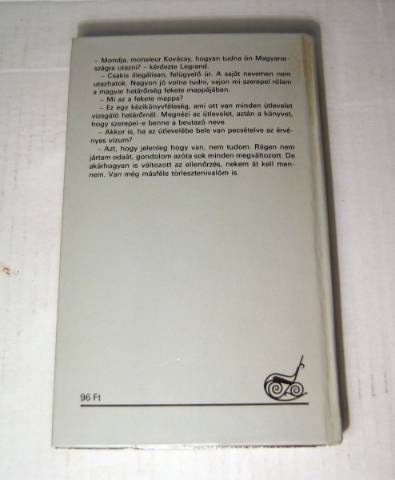 – Mondja, monsieur Kovácsy, hogyan tudna ön Magyaror-
szágra utazni? – kérdezte Legrand.
– Csakis illegálisan, felügyelő úr. A saját nevemen nem
utazhatok. Nagyon jó volna tudni, vajon mi szerepel rólam
a magyar határőrség fekete mappájában.
– Mi az a fekete mappa?
– Ez egy kézikönyvféleség, ami ott van minden útlevelet
vizsgáló határőrnél. Megnézi az útlevelet, aztán a könyvet,
hogy szerepel-e benne a beutazó neve.
– Akkor is, ha az útlevelébe bele van pecsételve az érvé-
nyes vízum?
– Azt, hogy jelenleg hogy van, nem tudom. Régen nem
jártam odaát, gondolom azóta sok minden megváltozott. De
akárhogyan is változott az ellenőrzés, nekem át kell men-
nem. Van még másféle törlesztenivalóm is.
96 Ft